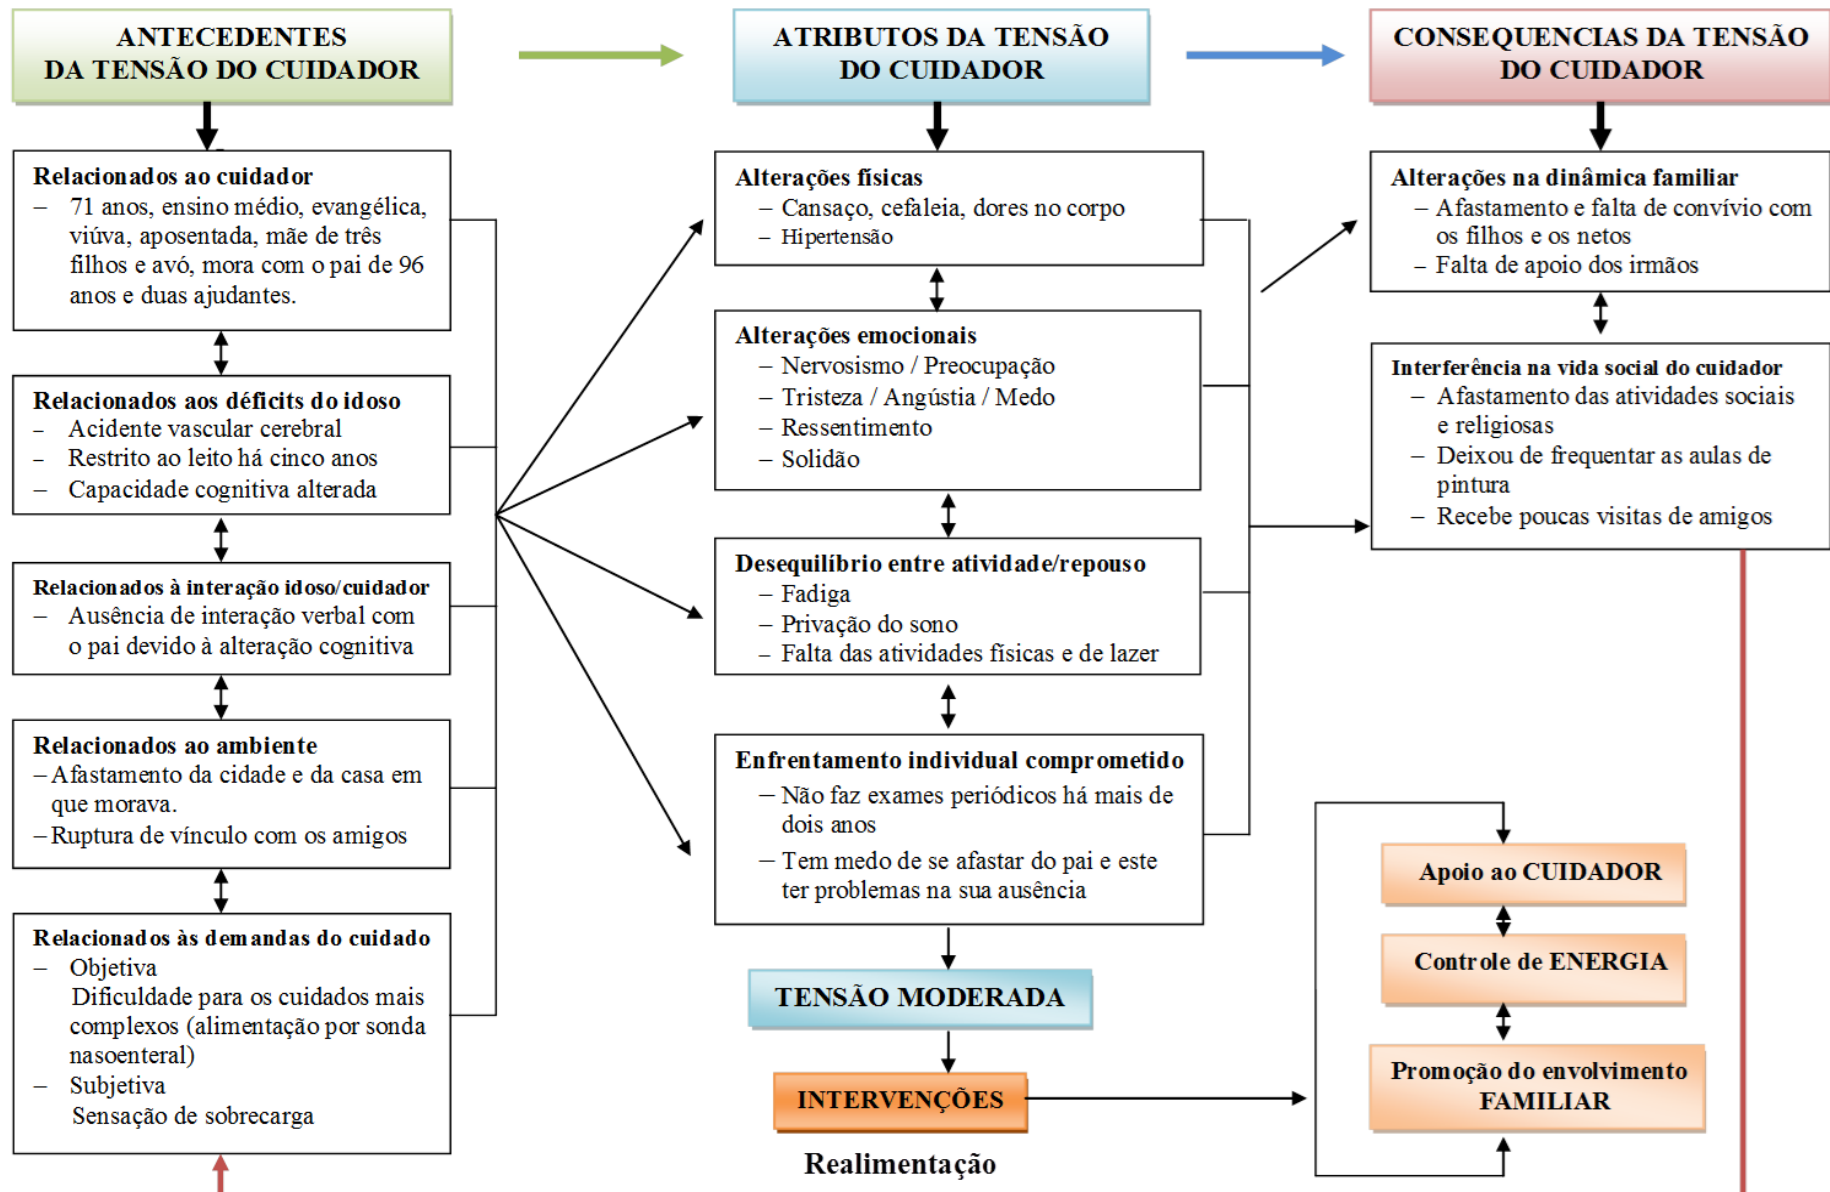 ANTECEDENTES
DA TENSÃO DO CUIDADOR
Relacionados ao cuidador
– 71 anos, ensino médio, evangélica,
viúva, aposentada, mãe de três
filhos e avó, mora com o pai de 96
anos e duas ajudantes.
Relacionados aos déficits do idoso
- Acidente vascular cerebral
- Restrito ao leito há cinco anos
– Capacidade cognitiva alterada
Relacionados à interação idoso/cuidador
– Ausência de interação verbal com
o pai devido à alteração cognitiva
Relacionados ao ambiente
– Afastamento da cidade e da casa em
que morava.
– Ruptura de vínculo com os amigos
Relacionados às demandas do cuidado
– Objetiva
Dificuldade para os cuidados mais
complexos (alimentação por sonda
nasoenteral)
– Subjetiva
Sensação de sobrecarga
ATRIBUTOS DA TENSÃO
DO CUIDADOR
Alterações físicas
– Cansaço, cefaleia, dores no corpo
– Hipertensão
Alterações emocionais
– Nervosismo / Preocupação
– Tristeza / Angústia / Medo
– Ressentimento
– Solidão
Desequilíbrio entre atividade/repouso
– Fadiga
– Privação do sono
– Falta das atividades físicas e de lazer
Enfrentamento individual comprometido
– Não faz exames periódicos há mais de
dois anos
– Tem medo de se afastar do pai e este
ter problemas na sua ausência
TENSÃO MODERADA
INTERVENÇÕES
Realimentação
CONSEQUENCIAS DA TENSÃO
DO CUIDADOR
Alterações na dinâmica familiar
– Afastamento e falta de convívio com
os filhos e os netos
– Falta de apoio dos irmãos
Interferência na vida social do cuidador
– Afastamento das atividades sociais
e religiosas
– Deixou de frequentar as aulas de
pintura
– Recebe poucas visitas de amigos
Apoio ao CUIDADOR
Controle de ENERGIA
Promoção do envolvimento
FAMILIAR